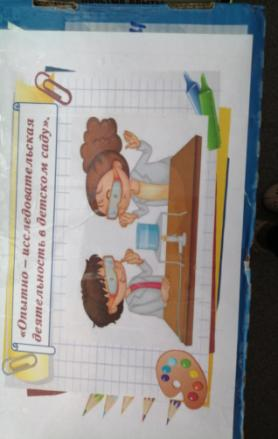 «Опытно – исследовательская
деятельность в детском саду».